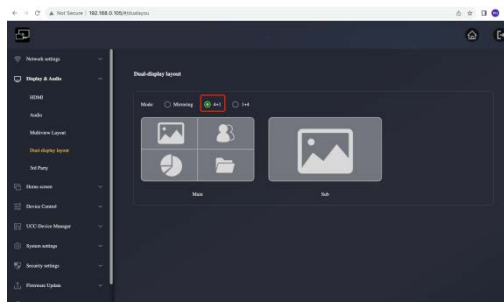 Not Secure | 192.168.0.105/#/duallayou
Network settings
Display & Audio
HDMI
Audio
Multiview Layout
Dual-display layout
3rd Party
Home screen
Device Control
UCC Device Manager
System settings
Security settings
Firmware Update
Dual-display layout
Mode: Mirroring 4+1 1+4
Main Sub